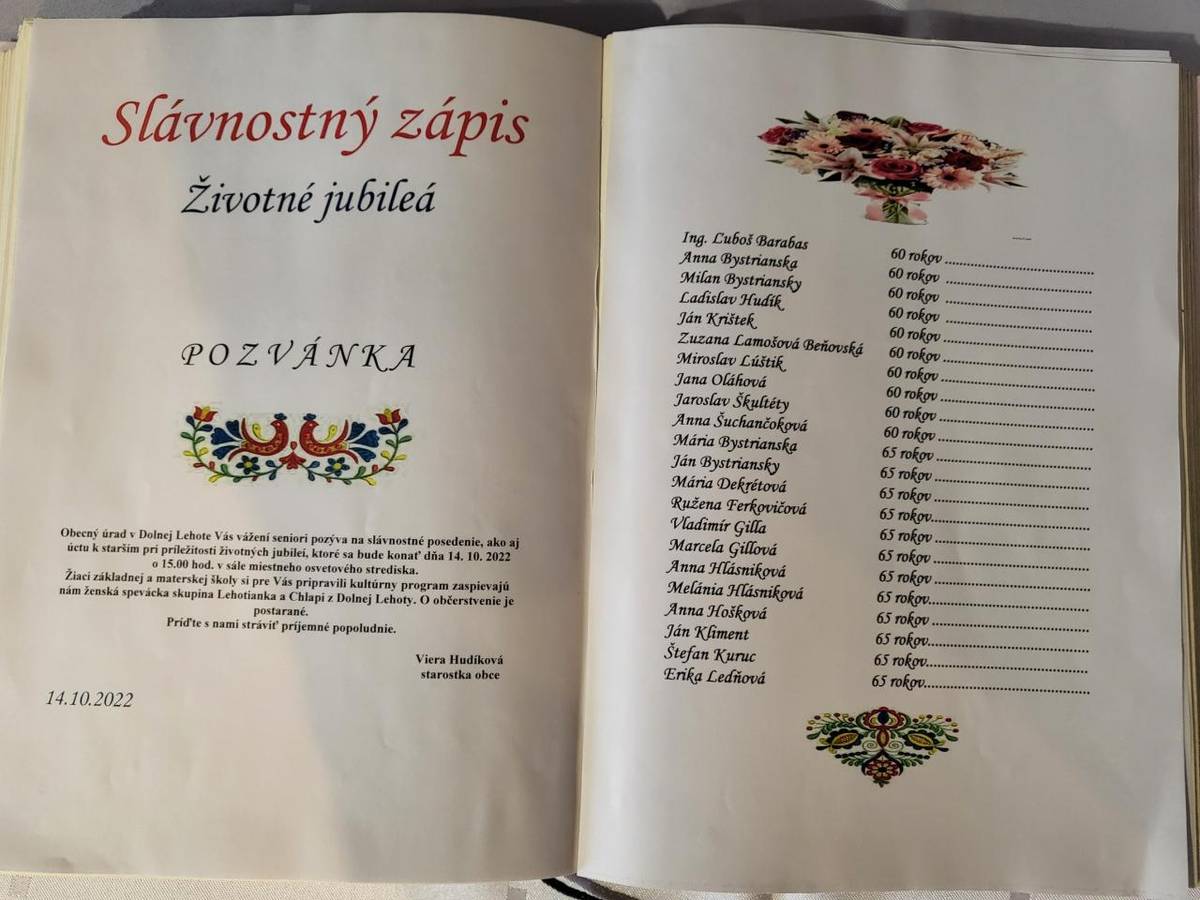 Slávnostný zápis
Životné jubileá
POZVÁNKA
Obecný úrad v Dolnej Lehote Vás vážení seniori pozýva na slávnostné posedenie, ako aj
úctu k starším pri príležitosti životných jubileí, ktoré sa bude konať dňa 14. 10. 2022
o 15.00 hod. v sále miestneho osvetového strediska.
Žiaci základnej a materskej školy si pre Vás pripravili kultúrny program zaspievajú
nám ženská spevácka skupina Lehotianka a Chlapi z Dolnej Lehoty. O občerstvenie je
postarané.
Príďte s nami stráviť príjemné popoludnie.
Viera Hudíková
starostka obce
14.10.2022
Ing. Ľuboš Barabas 60 rokov ........................................
Anna Bystrianska 60 rokov ........................................
Milan Bystriansky 60 rokov ........................................
Ladislav Hudík 60 rokov ........................................
Ján Krištek 60 rokov ........................................
Zuzana Lamošová Beňovská 60 rokov ........................................
Miroslav Lúštik 60 rokov ........................................
Jana Oláhová 60 rokov ........................................
Jaroslav Škultéty 60 rokov ........................................
Anna Šuchančoková 60 rokov ........................................
Mária Bystrianska 65 rokov ........................................
Ján Bystriansky 65 rokov ........................................
Mária Dekrétová 65 rokov ........................................
Ružena Ferkovičová 65 rokov........................................
Vladimír Gilla 65 rokov ........................................
Marcela Gillová 65 rokov ........................................
Anna Hlásniková 65 rokov ........................................
Melánia Hlásniková 65 rokov........................................
Anna Hošková 65 rokov ........................................
Ján Kliment 65 rokov........................................
Štefan Kuruc 65 rokov........................................
Erika Ledňová 65 rokov........................................